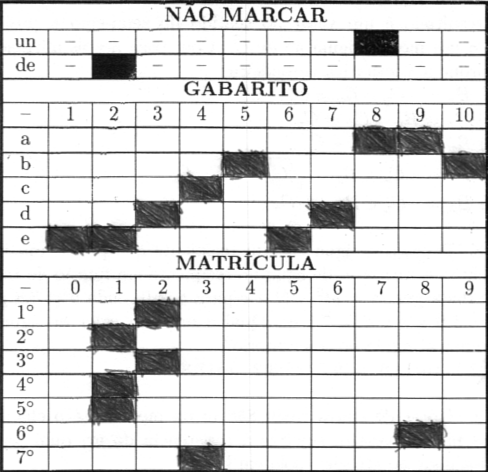 NÃO MARCAR
un – – – – – – – – –
de – – – – – – – – –
GABARITO
– 1 2 3 4 5 6 7 8 9 10
a
b
c
d
e
MATRÍCULA
– 0 1 2 3 4 5 6 7 8 9
1°
2°
3°
4°
5°
6°
7°